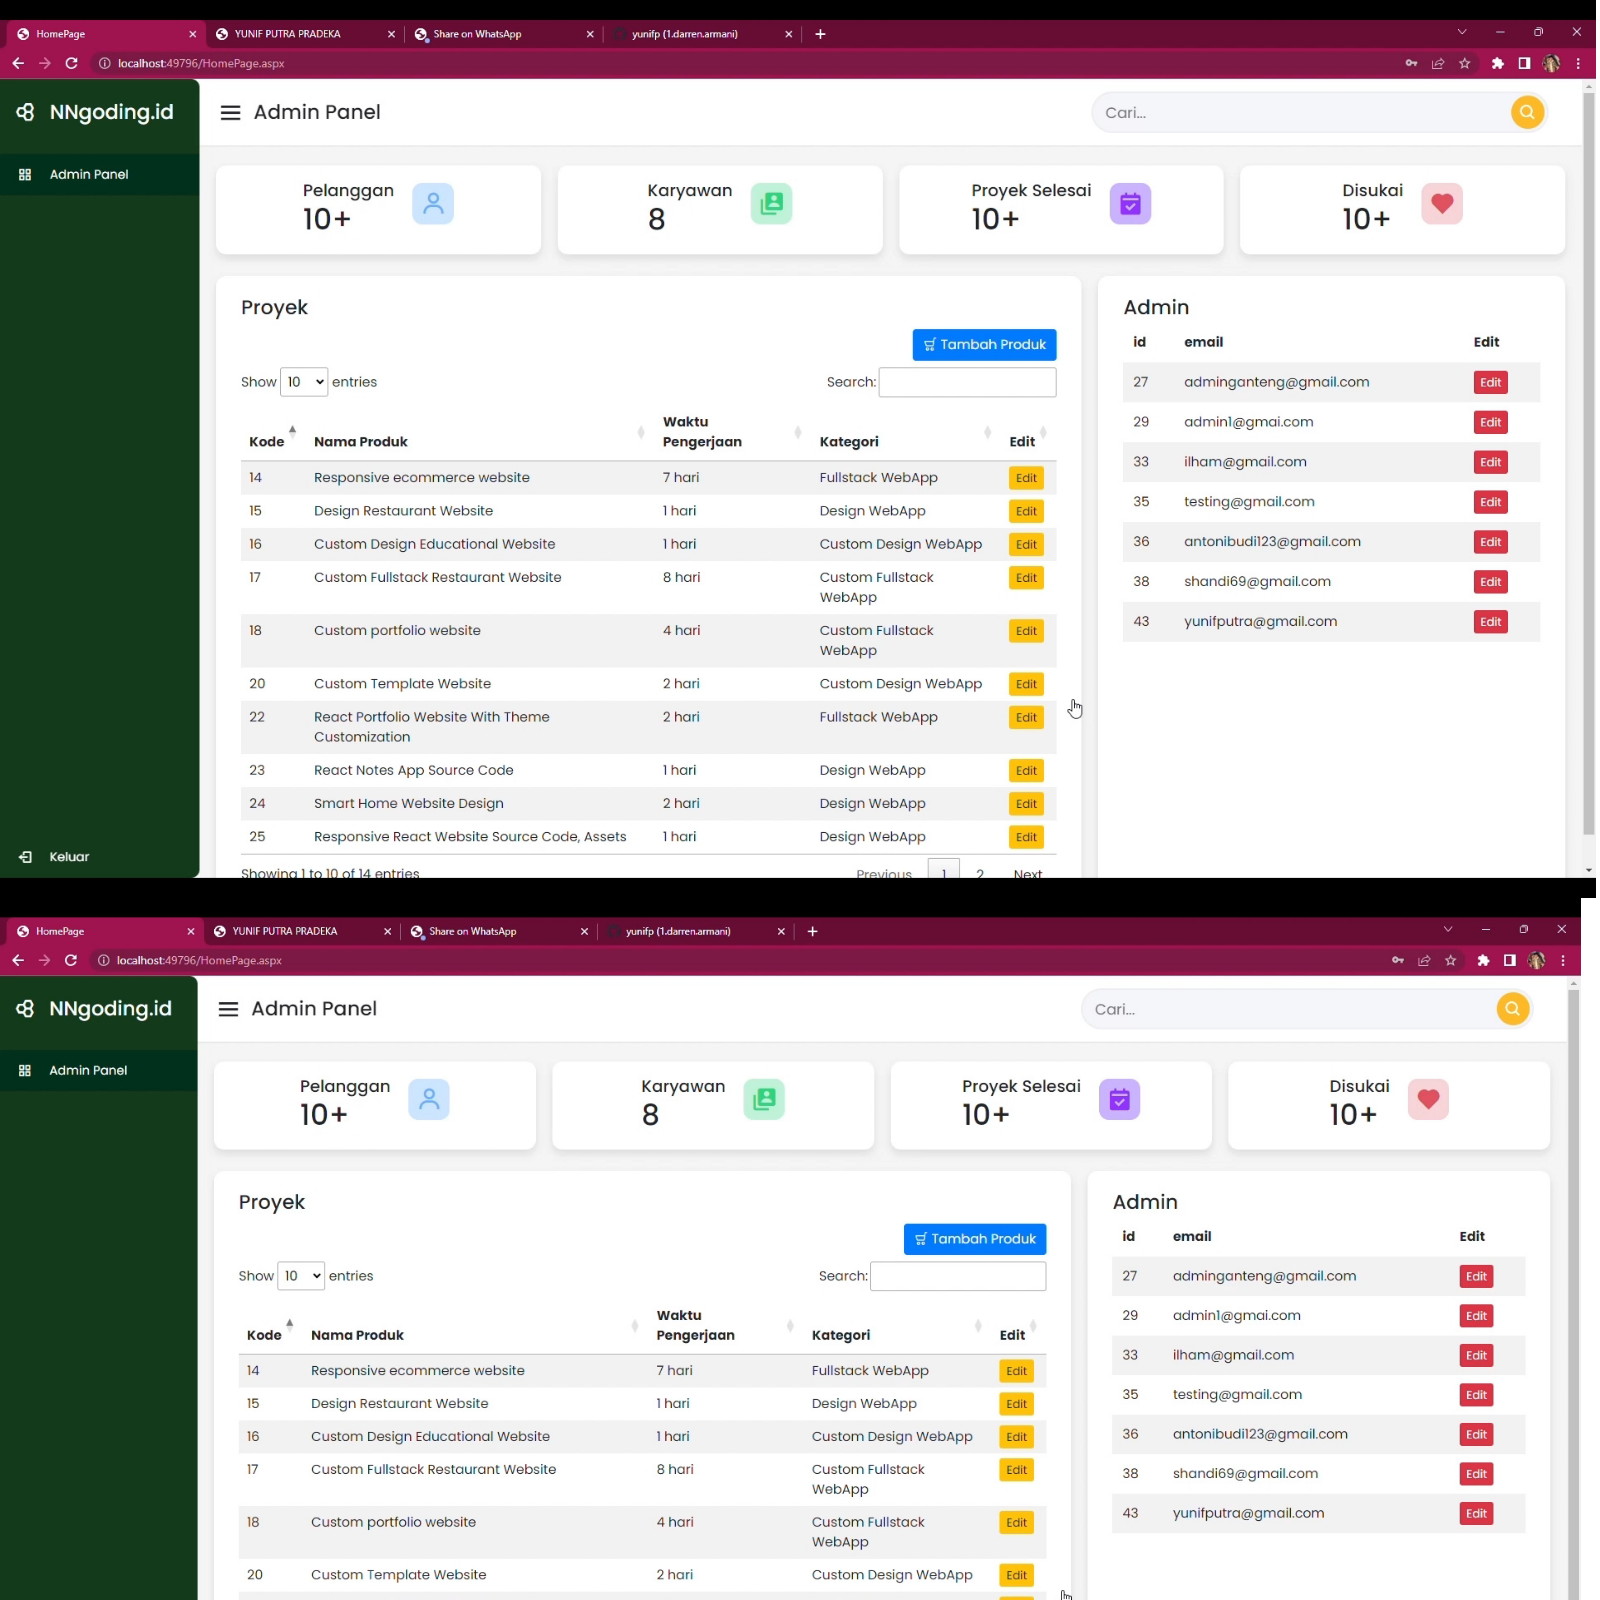 HomePage
YUNIF PUTRA PRADEKA
Share on WhatsApp
yunifp (1.darren.armani)
localhost:49796/HomePage.aspx
NNgoding.id
Admin Panel
Cari...
Admin Panel
Pelanggan
10+
Karyawan
8
Proyek Selesai
10+
Disukai
10+
Proyek
Tambah Produk
Show 10 entries
Search:
Kode Nama Produk Waktu Pengerjaan Kategori Edit
14 Responsive ecommerce website 7 hari Fullstack WebApp Edit
15 Design Restaurant Website 1 hari Design WebApp Edit
16 Custom Design Educational Website 1 hari Custom Design WebApp Edit
17 Custom Fullstack Restaurant Website 8 hari Custom Fullstack WebApp Edit
18 Custom portfolio website 4 hari Custom Fullstack WebApp Edit
20 Custom Template Website 2 hari Custom Design WebApp Edit
22 React Portfolio Website With Theme Customization 2 hari Fullstack WebApp Edit
23 React Notes App Source Code 1 hari Design WebApp Edit
24 Smart Home Website Design 2 hari Design WebApp Edit
25 Responsive React Website Source Code, Assets 1 hari Design WebApp Edit
Showing 1 to 10 of 14 entries
Previous 1 2 Next
Admin
id email Edit
27 adminganteng@gmail.com Edit
29 admin1@gmai.com Edit
33 ilham@gmail.com Edit
35 testing@gmail.com Edit
36 antonibudi123@gmail.com Edit
38 shandi69@gmail.com Edit
43 yunifputra@gmail.com Edit
Keluar
HomePage
YUNIF PUTRA PRADEKA
Share on WhatsApp
yunifp (1.darren.armani)
localhost:49796/HomePage.aspx
NNgoding.id
Admin Panel
Cari...
Admin Panel
Pelanggan
10+
Karyawan
8
Proyek Selesai
10+
Disukai
10+
Proyek
Tambah Produk
Show 10 entries
Search:
Kode Nama Produk Waktu Pengerjaan Kategori Edit
14 Responsive ecommerce website 7 hari Fullstack WebApp Edit
15 Design Restaurant Website 1 hari Design WebApp Edit
16 Custom Design Educational Website 1 hari Custom Design WebApp Edit
17 Custom Fullstack Restaurant Website 8 hari Custom Fullstack WebApp Edit
18 Custom portfolio website 4 hari Custom Fullstack WebApp Edit
20 Custom Template Website 2 hari Custom Design WebApp Edit
Admin
id email Edit
27 adminganteng@gmail.com Edit
29 admin1@gmai.com Edit
33 ilham@gmail.com Edit
35 testing@gmail.com Edit
36 antonibudi123@gmail.com Edit
38 shandi69@gmail.com Edit
43 yunifputra@gmail.com Edit